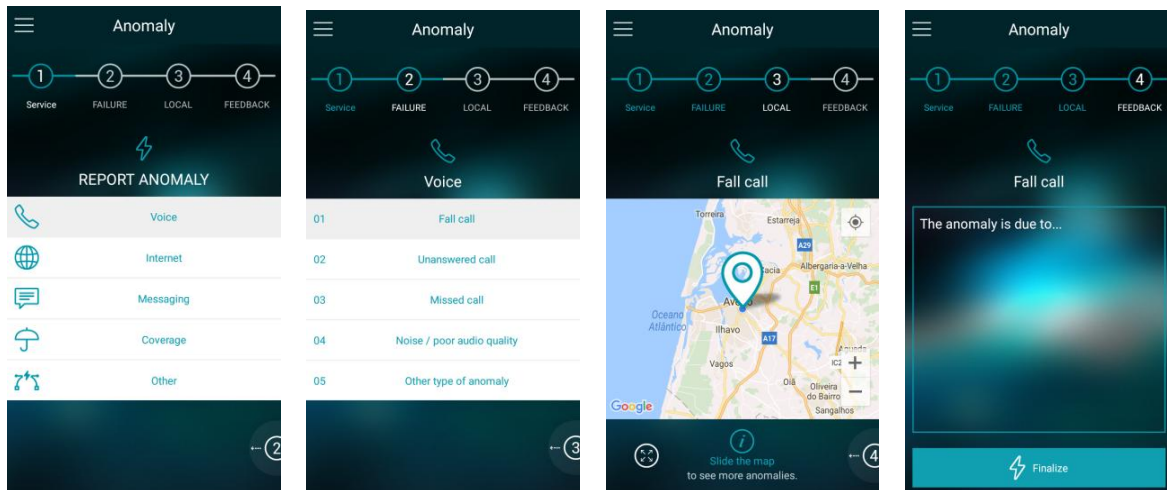 Anomaly
1 2 3 4
Service FAILURE LOCAL FEEDBACK
REPORT ANOMALY
Voice
Internet
Messaging
Coverage
Other
2
Anomaly
1 2 3 4
Service FAILURE LOCAL FEEDBACK
Voice
01 Fall call
02 Unanswered call
03 Missed call
04 Noise / poor audio quality
05 Other type of anomaly
3
Anomaly
1 2 3 4
Service FAILURE LOCAL FEEDBACK
Fall call
Torreira
Estarreja
A29
Cacia
Albergaria-a-Velha
E1
Oceano
Atlântico
Ilhavo
A17
Vagos
Oiã
Oliveira
do Bairro
Sangalhos
+
−
Google
i
Slide the map
to see more anomalies.
4
Anomaly
1 2 3 4
Service FAILURE LOCAL FEEDBACK
Fall call
The anomaly is due to...
Finalize